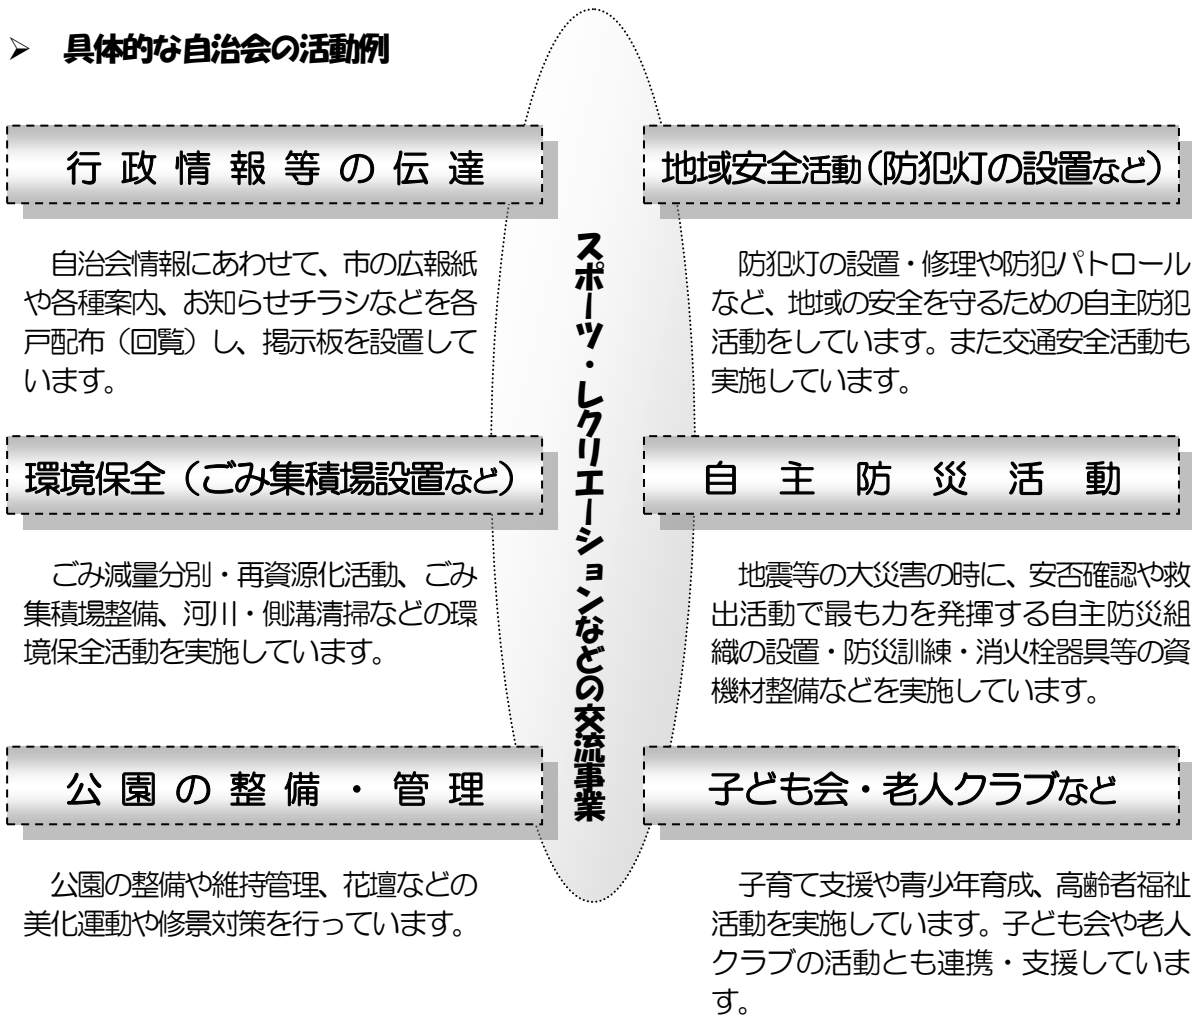 ➢ 具体的な自治会の活動例
行政情報等の伝達
自治会情報にあわせて、市の広報紙
や各種案内、お知らせチラシなどを各
戸配布（回覧）し、掲示板を設置して
います。
環境保全（ごみ集積場設置など）
ごみ減量分別・再資源化活動、ごみ
集積場整備、河川・側溝清掃などの環
境保全活動を実施しています。
公園の整備・管理
公園の整備や維持管理、花壇などの
美化運動や修景対策を行っています。
スポーツ・レクリエーションなどの交流事業
地域安全活動（防犯灯の設置など）
防犯灯の設置・修理や防犯パトロール
など、地域の安全を守るための自主防犯
活動をしています。また交通安全活動も
実施しています。
自主防災活動
地震等の大災害の時に、安否確認や救
出活動で最も力を発揮する自主防災組
織の設置・防災訓練・消火栓器具等の資
機材整備などを実施しています。
子ども会・老人クラブなど
子育て支援や青少年育成、高齢者福祉
活動を実施しています。子ども会や老人
クラブの活動とも連携・支援していま
す。